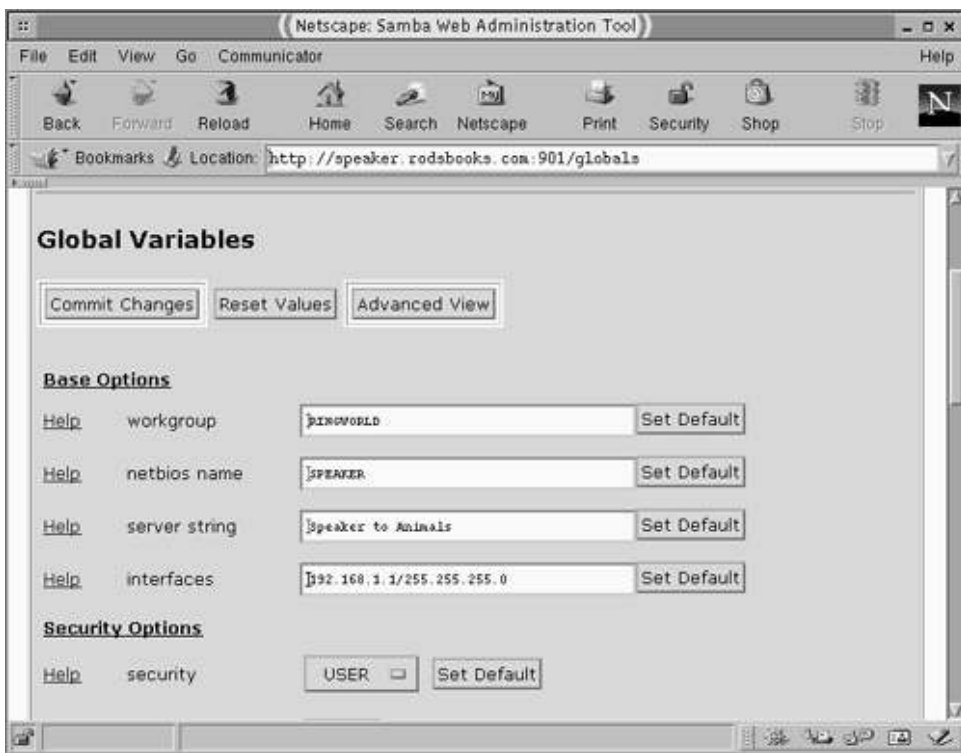 Netscape: Samba Web Administration Tool
File Edit View Go Communicator Help
Back Forward Reload Home Search Netscape Print Security Shop Stop
My
N
Bookmarks Location: http://speaker.rodsbooks.com:901/globals
Global Variables
Commit Changes Reset Values Advanced View
Base Options
Help workgroup RINGWORLD Set Default
Help netbios name SPEAKER Set Default
Help server string Speaker to Animals Set Default
Help interfaces 192.168.1.1/255.255.255.0 Set Default
Security Options
Help security USER Set Default